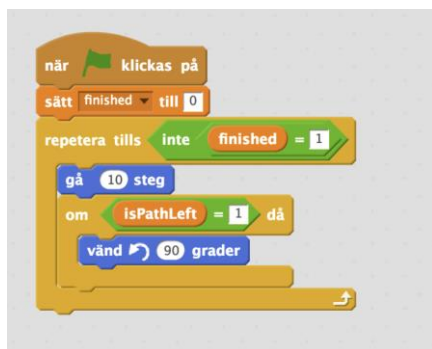 när klickas på
sätt finished till 0
repetera tills inte finished = 1
gå 10 steg
om isPathLeft = 1 då
vänd 90 grader